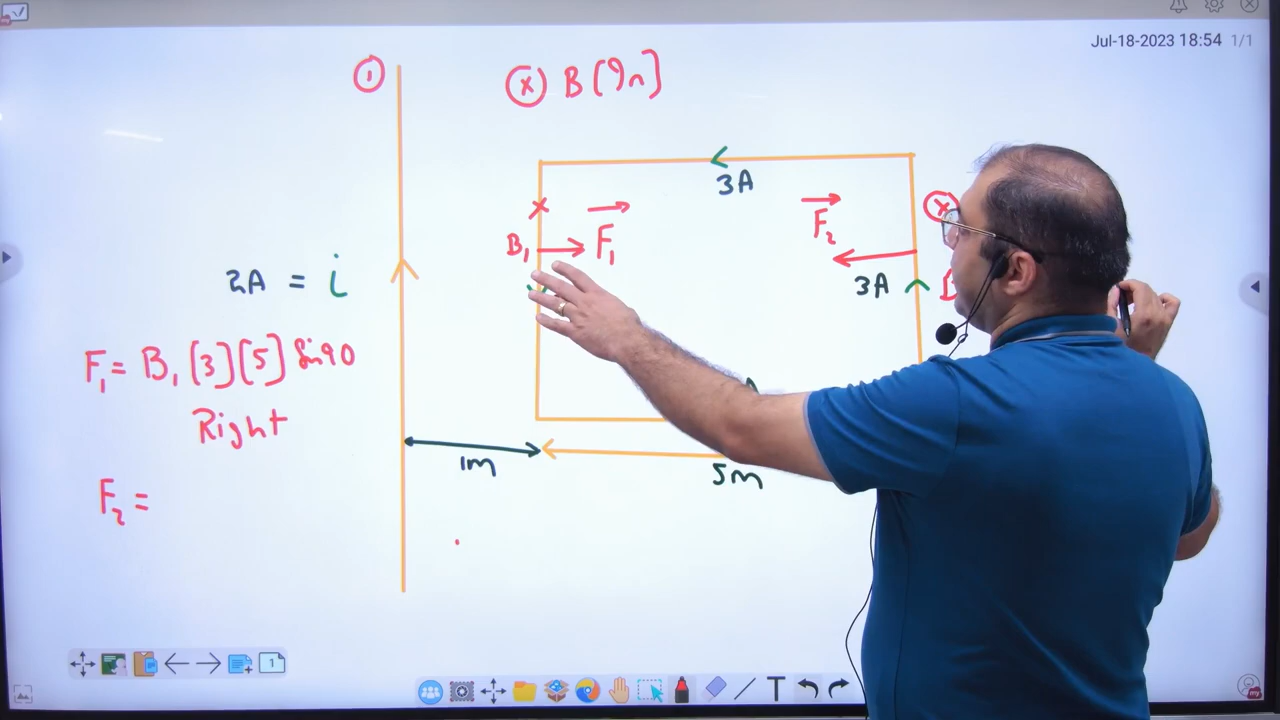 Jul-18-2023 18:54 1/1
1
x B [9n]
3A
x
B₁
F₁
F₂
x
3A
2A = i
F₁ = B₁ [3][5] Sin90
Right
1m
5m
F₂ =
1
T